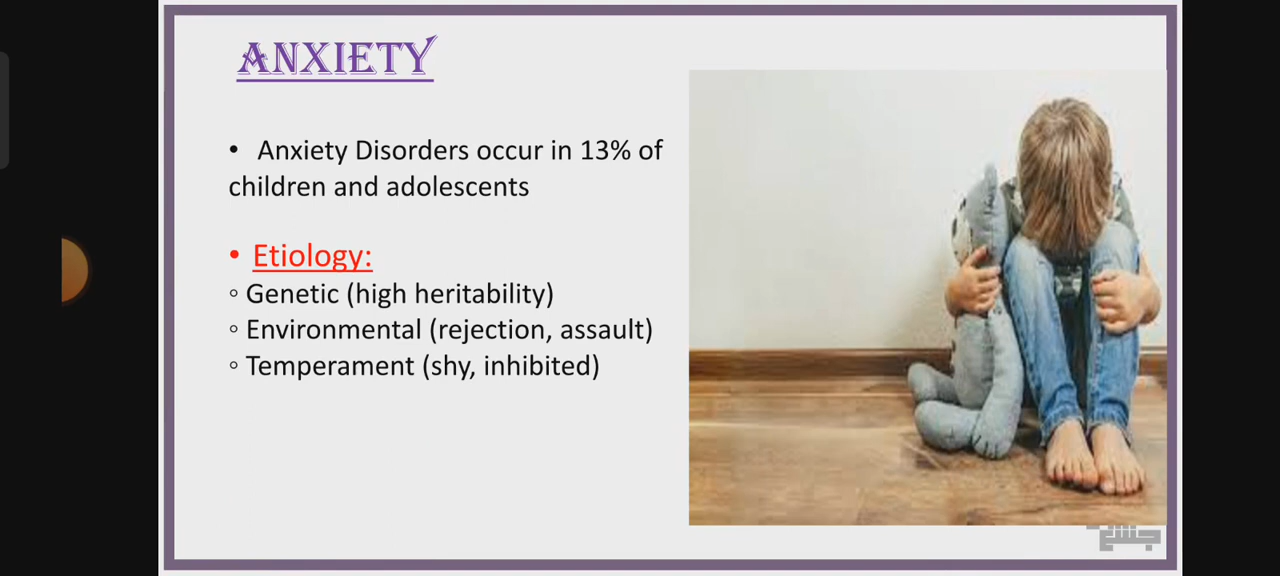 ANXIETY
• Anxiety Disorders occur in 13% of
children and adolescents
• Etiology:
◦ Genetic (high heritability)
◦ Environmental (rejection, assault)
◦ Temperament (shy, inhibited)